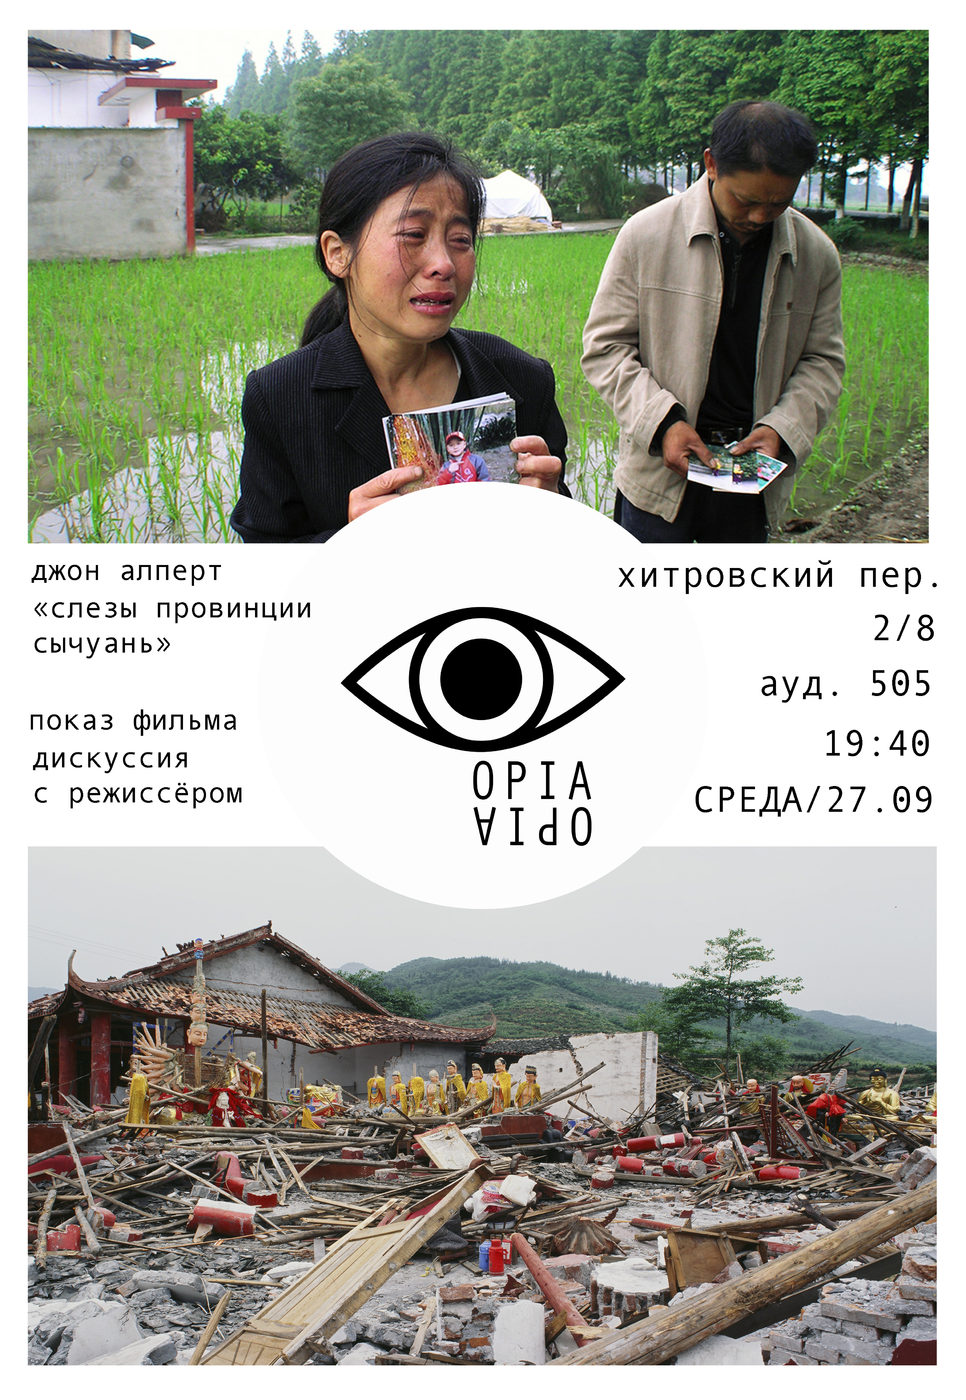 джон алперт
«слезы провинции
сычуань»
показ фильма
дискуссия
с режиссёром
OPIA
OPIA
хитровский пер.
2/8
ауд. 505
19:40
СРЕДА/27.09